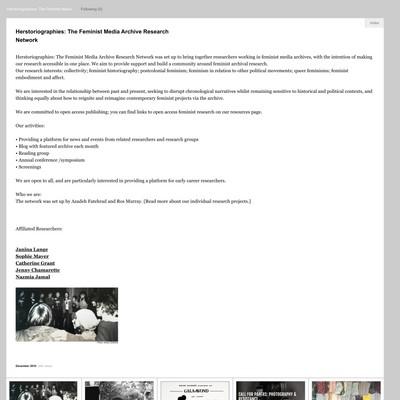 Herstoriographies: The Feminist Media Following (0)
Index
Herstoriographies: The Feminist Media Archive Research
Network
Herstoriographies: The Feminist Media Archive Research Network was set up to bring together researchers working in feminist media archives, with the intention of
making our research accessible in one place. We aim to provide support and build a community around feminist archival research.
Our research interests; collectivity; feminist historiography; postcolonial feminism; feminism in relation to other political movements; queer feminisms; feminist
embodiment and affect.
We are interested in the relationship between past and present, seeking to disrupt chronological narratives whilst remaining sensitive to historical and political contexts, and
thinking equally about how to reignite and reimagine contemporary feminist projects via the archive.
We are committed to open access publishing; you can find links to open access feminist research on our resources page.
Our activities:
• Providing a platform for news and events from related researchers and research groups
• Blog with featured archive each month
• Reading group
• Annual conference /symposium
• Screenings
We are open to all, and are particularly interested in providing a platform for early career researchers.
Who we are:
The network was set up by Azadeh Fatehrad and Ros Murray. [Read more about our individual research projects.]
Affiliated Researchers
Janina Lange
Sophie Mayer
Catherine Grant
Jenny Chamarette
Nazmia Jamal
CALL FOR PAPERS: PHOTOGRAPHY &
RESISTANCE